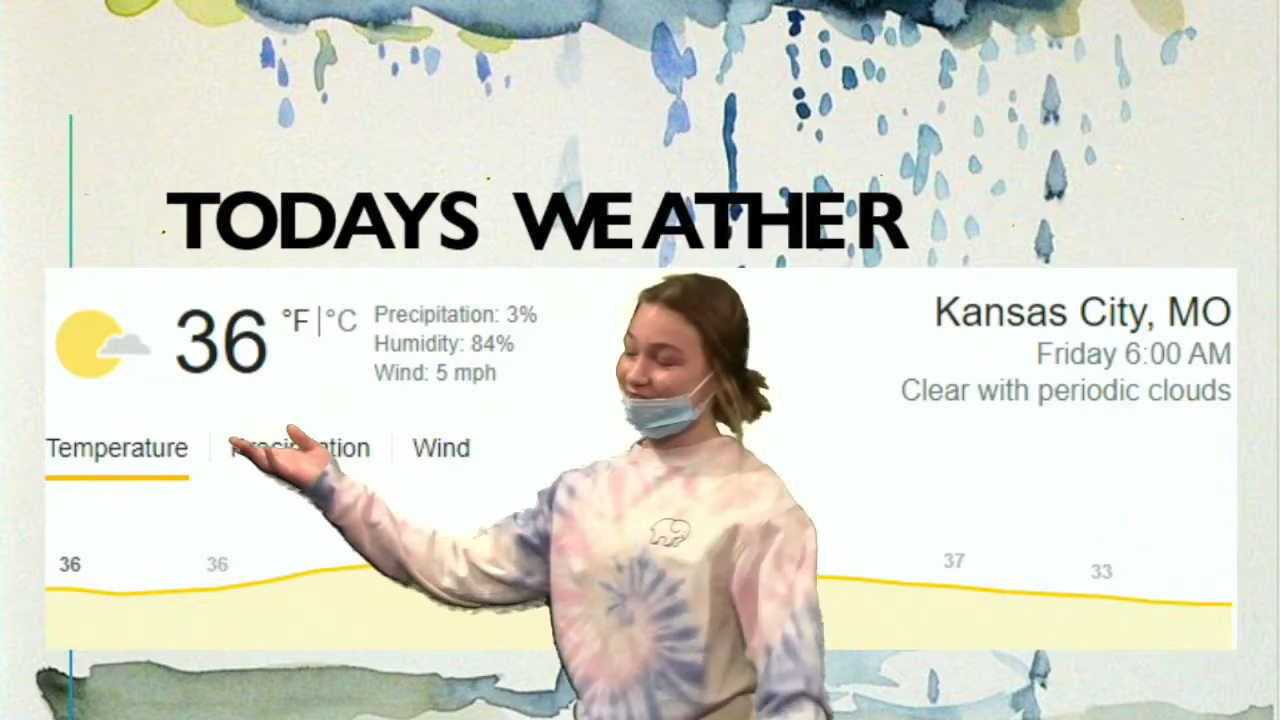 TODAYS WEATHER
36 °F | °C
Precipitation: 3%
Humidity: 84%
Wind: 5 mph
Kansas City, MO
Friday 6:00 AM
Clear with periodic clouds
Temperature Precipitation Wind
36 36 37 33